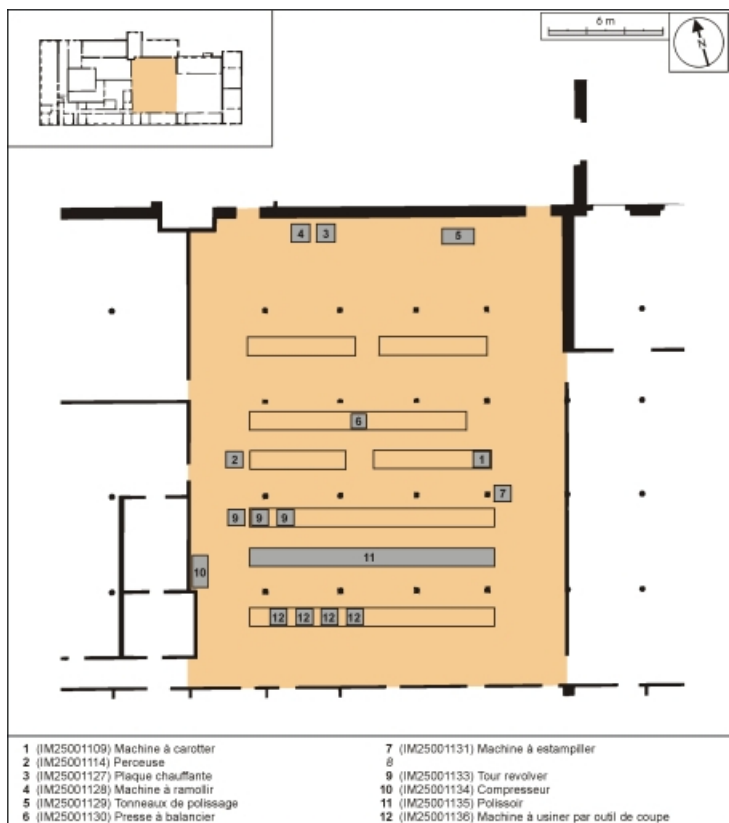 6 m
N
4 3 5
6
2 1
7
9 9 9
11
10
12 12 12 12
1 (IM25001109) Machine à carotter
2 (IM25001114) Perceuse
3 (IM25001127) Plaque chauffante
4 (IM25001128) Machine à ramollir
5 (IM25001129) Tonneaux de polissage
6 (IM25001130) Presse à balancier
7 (IM25001131) Machine à estampiller
8
9 (IM25001133) Tour revolver
10 (IM25001134) Compresseur
11 (IM25001135) Polissoir
12 (IM25001136) Machine à usiner par outil de coupe